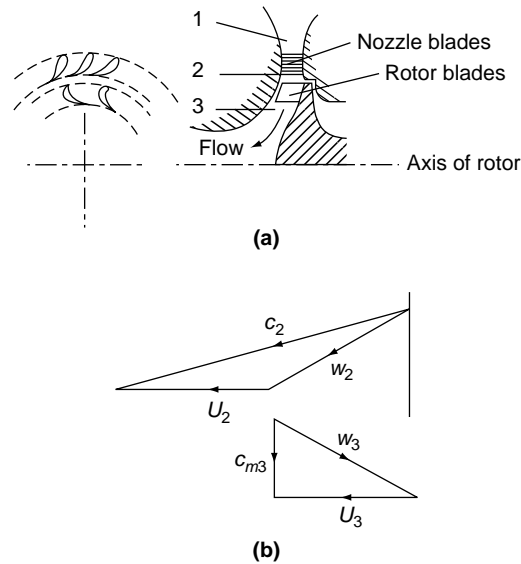 1
Nozzle blades
2
Rotor blades
3
Flow
Axis of rotor
(a)
c2
w2
U2
w3
cm3
U3
(b)